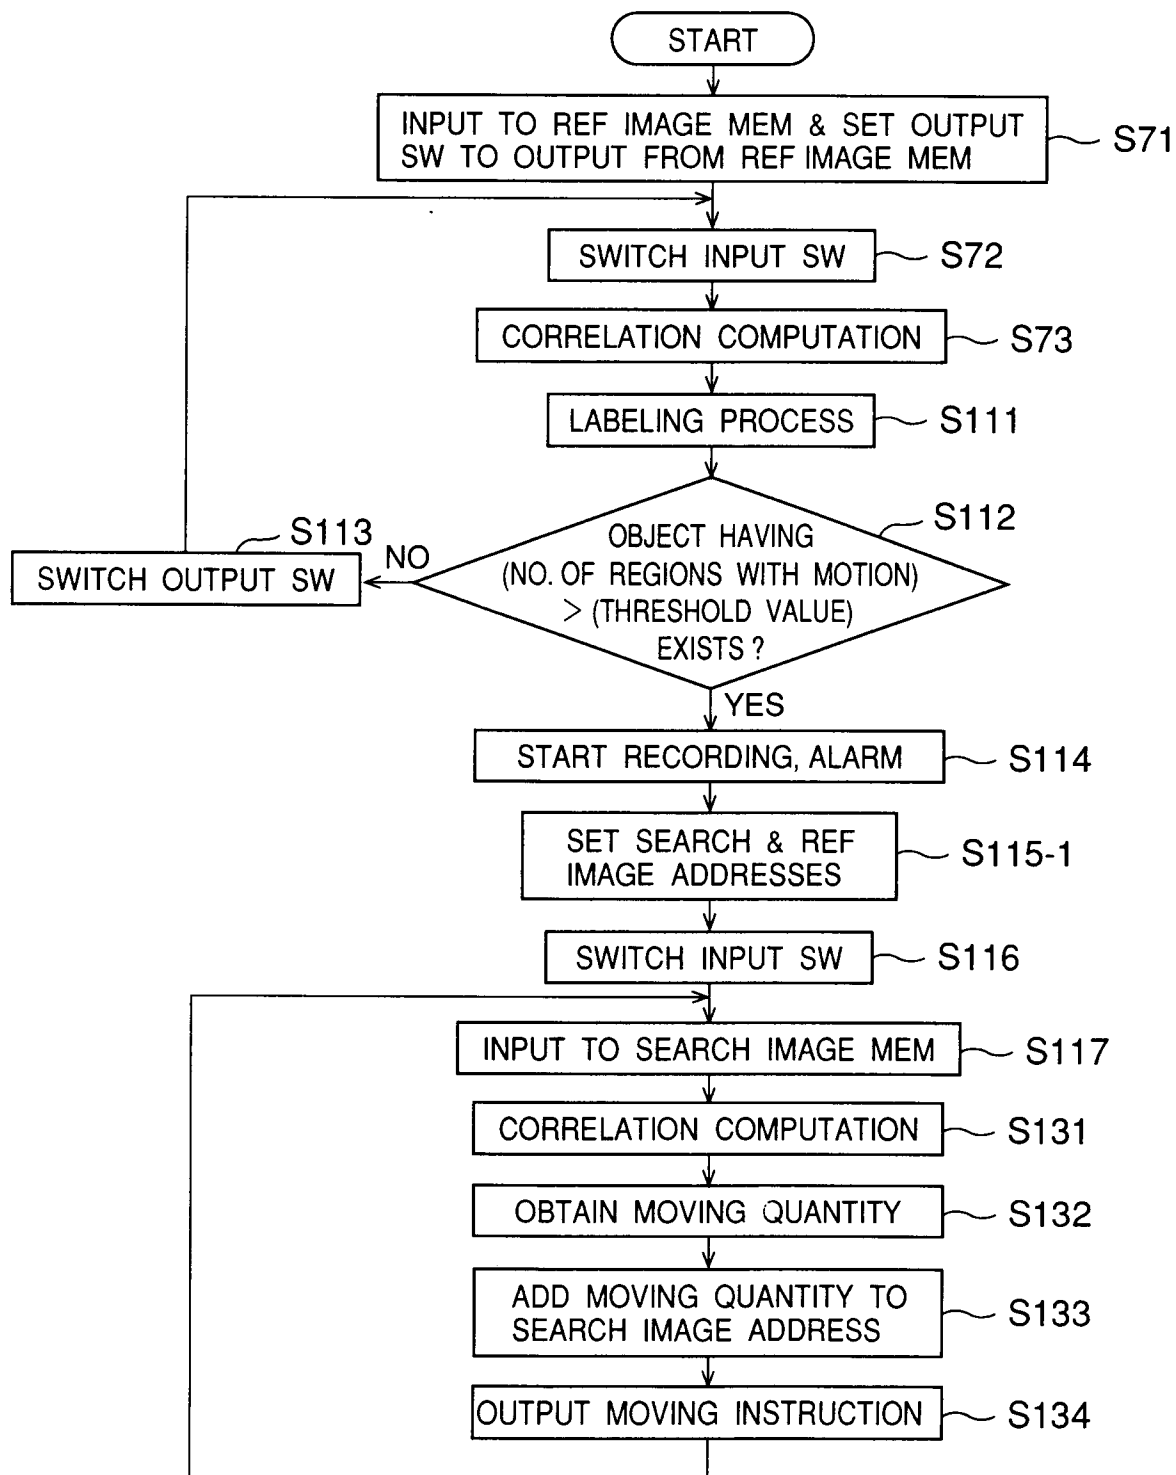 START
INPUT TO REF IMAGE MEM & SET OUTPUT
SW TO OUTPUT FROM REF IMAGE MEM
S71
SWITCH INPUT SW
S72
CORRELATION COMPUTATION
S73
LABELING PROCESS
S111
OBJECT HAVING
(NO. OF REGIONS WITH MOTION)
> (THRESHOLD VALUE)
EXISTS ?
S112
NO
S113
SWITCH OUTPUT SW
YES
START RECORDING, ALARM
S114
SET SEARCH & REF
IMAGE ADDRESSES
S115-1
SWITCH INPUT SW
S116
INPUT TO SEARCH IMAGE MEM
S117
CORRELATION COMPUTATION
S131
OBTAIN MOVING QUANTITY
S132
ADD MOVING QUANTITY TO
SEARCH IMAGE ADDRESS
S133
OUTPUT MOVING INSTRUCTION
S134